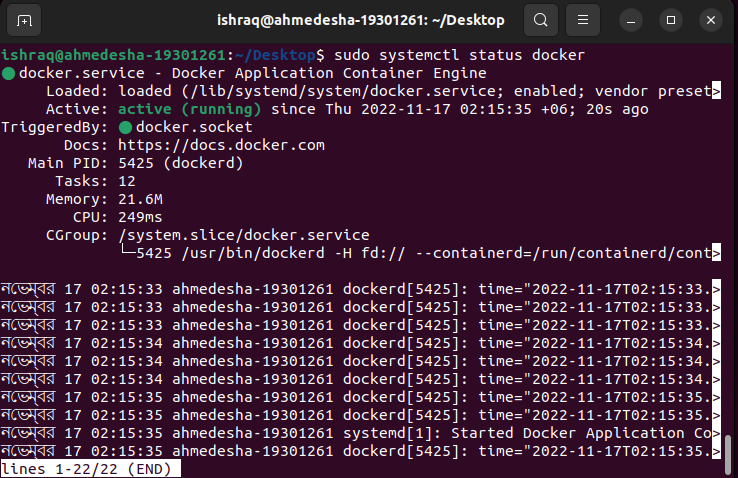 ishraq@ahmedesha-19301261: ~/Desktop
ishraq@ahmedesha-19301261:~/Desktop$ sudo systemctl status docker
● docker.service - Docker Application Container Engine
     Loaded: loaded (/lib/systemd/system/docker.service; enabled; vendor preset>
     Active: active (running) since Thu 2022-11-17 02:15:35 +06; 20s ago
TriggeredBy: ● docker.socket
       Docs: https://docs.docker.com
   Main PID: 5425 (dockerd)
      Tasks: 12
     Memory: 21.6M
        CPU: 249ms
     CGroup: /system.slice/docker.service
             └─5425 /usr/bin/dockerd -H fd:// --containerd=/run/containerd/cont>
নভেম্বর 17 02:15:33 ahmedesha-19301261 dockerd[5425]: time="2022-11-17T02:15:33.>
নভেম্বর 17 02:15:33 ahmedesha-19301261 dockerd[5425]: time="2022-11-17T02:15:33.>
নভেম্বর 17 02:15:33 ahmedesha-19301261 dockerd[5425]: time="2022-11-17T02:15:33.>
নভেম্বর 17 02:15:34 ahmedesha-19301261 dockerd[5425]: time="2022-11-17T02:15:34.>
নভেম্বর 17 02:15:34 ahmedesha-19301261 dockerd[5425]: time="2022-11-17T02:15:34.>
নভেম্বর 17 02:15:34 ahmedesha-19301261 dockerd[5425]: time="2022-11-17T02:15:34.>
নভেম্বর 17 02:15:35 ahmedesha-19301261 dockerd[5425]: time="2022-11-17T02:15:35.>
নভেম্বর 17 02:15:35 ahmedesha-19301261 dockerd[5425]: time="2022-11-17T02:15:35.>
নভেম্বর 17 02:15:35 ahmedesha-19301261 systemd[1]: Started Docker Application Co>
নভেম্বর 17 02:15:35 ahmedesha-19301261 dockerd[5425]: time="2022-11-17T02:15:35.>
lines 1-22/22 (END)